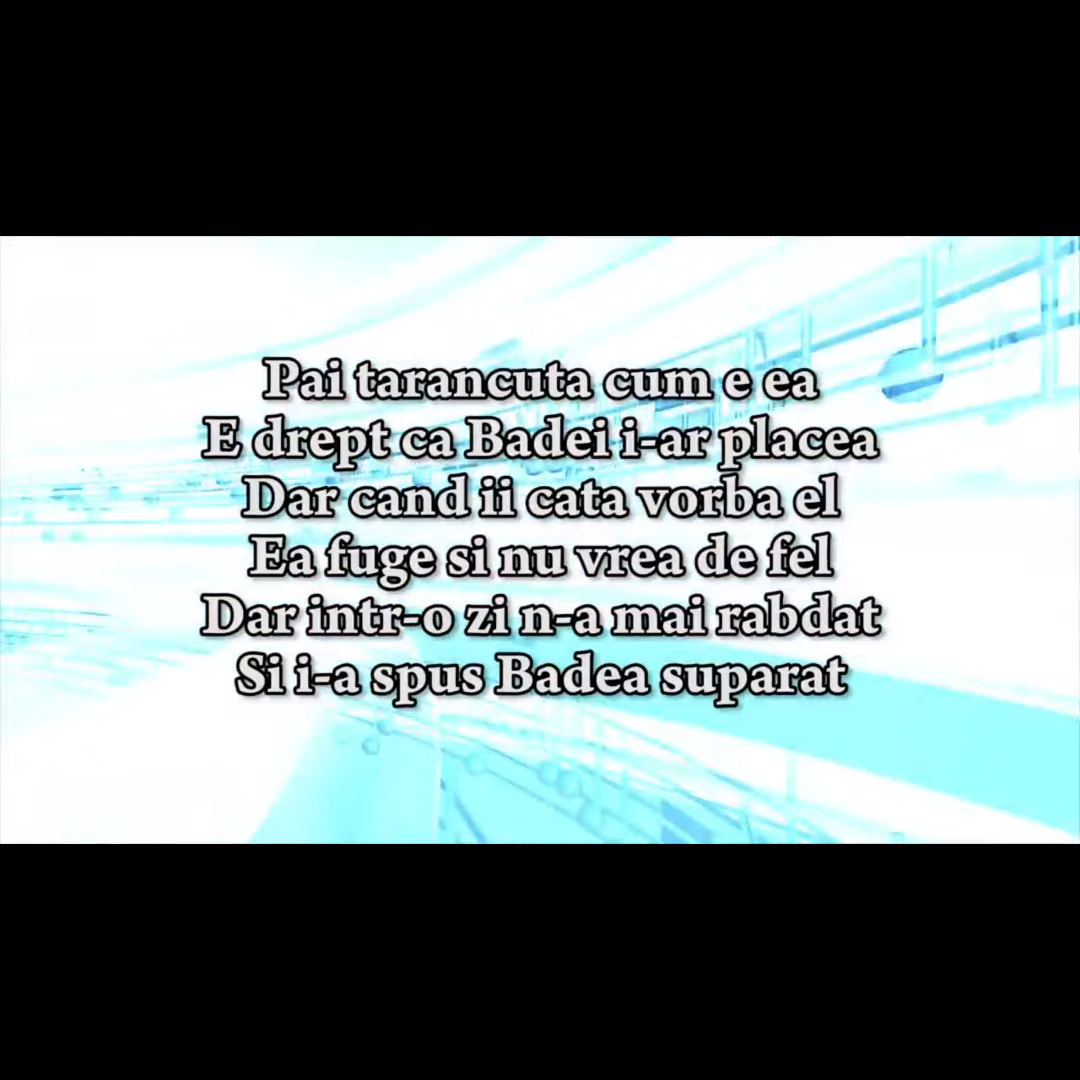 Pai tarancuta cum e ea
E drept ca Badei i-ar placea
Dar cand ii cata vorba el
Ea fuge si nu vrea de fel
Dar intr-o zi n-a mai rabdat
Si i-a spus Badea suparat